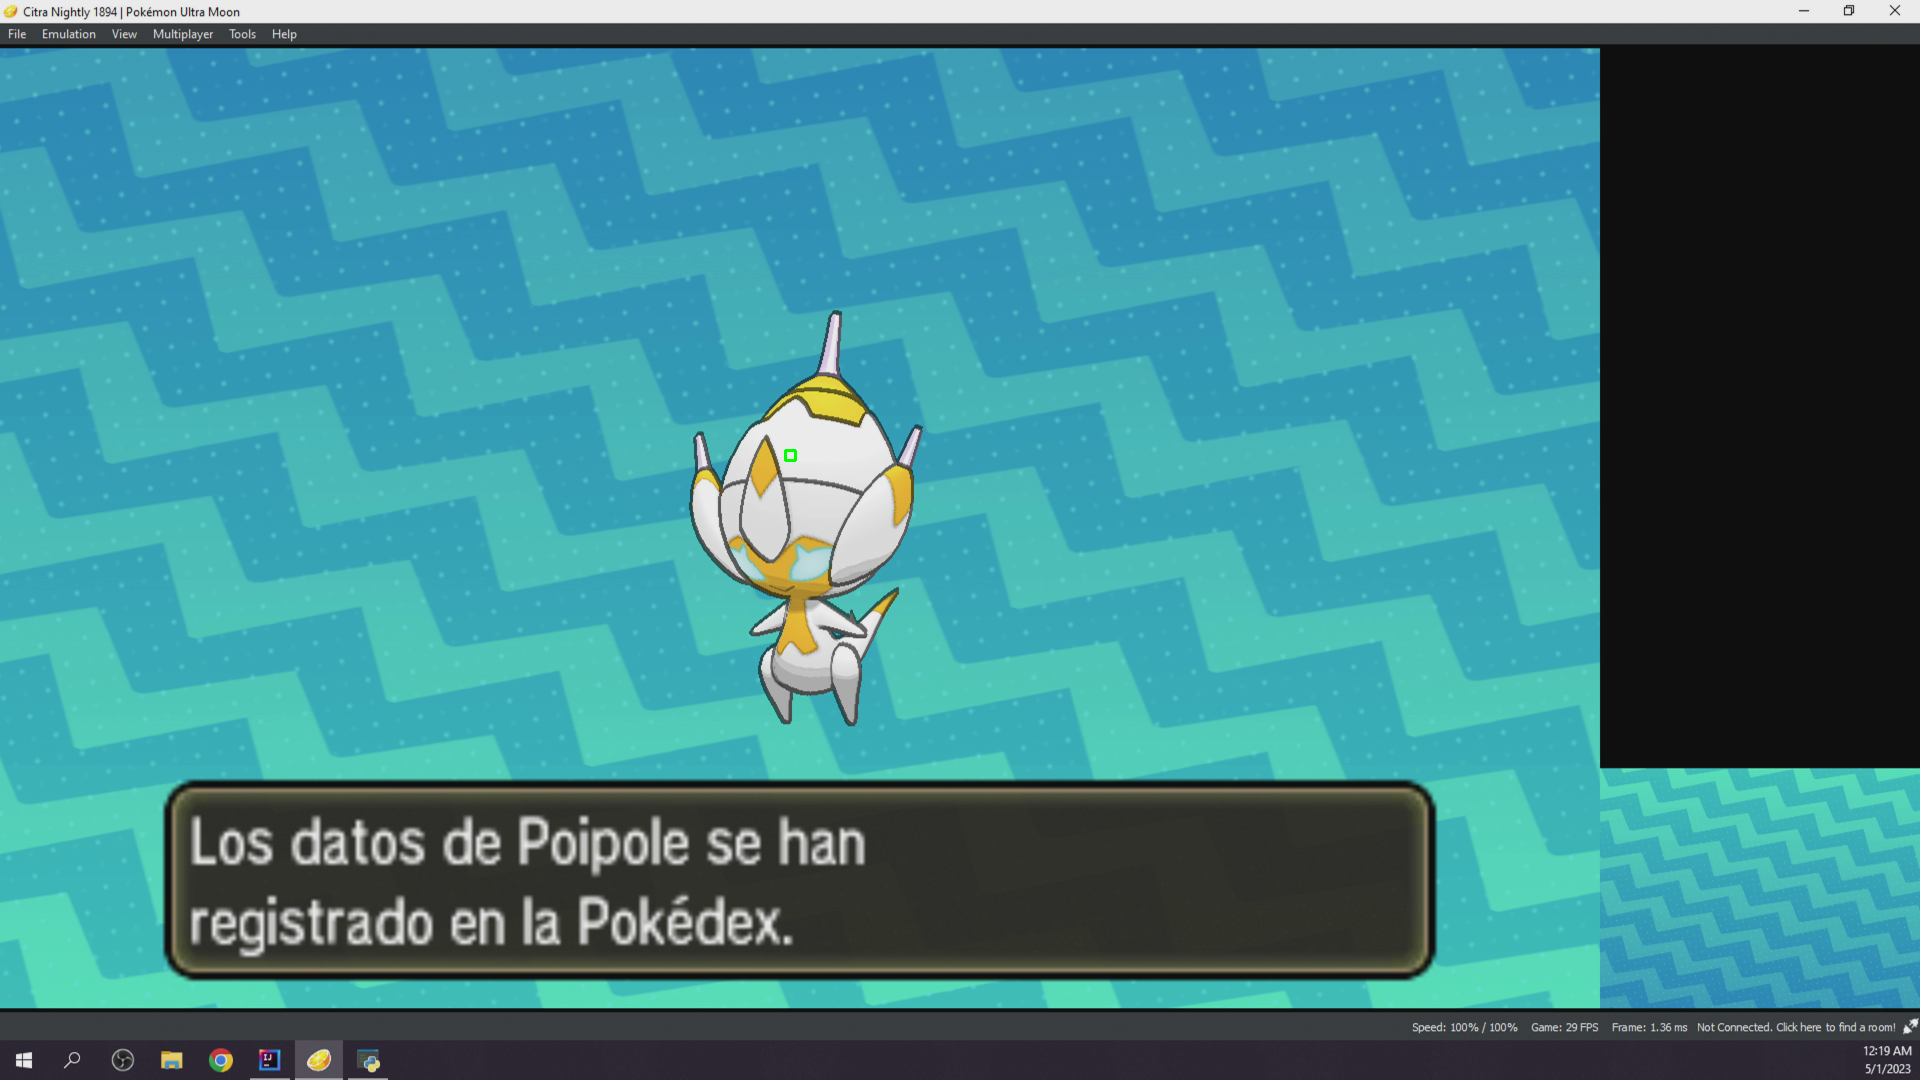 Citra Nightly 1894 | Pokémon Ultra Moon
File Emulation View Multiplayer Tools Help
Los datos de Poipole se han
registrado en la Pokédex.
Speed: 100% / 100% Game: 29 FPS Frame: 1.36 ms Not Connected. Click here to find a room!
IJ
12:19 AM
5/1/2023